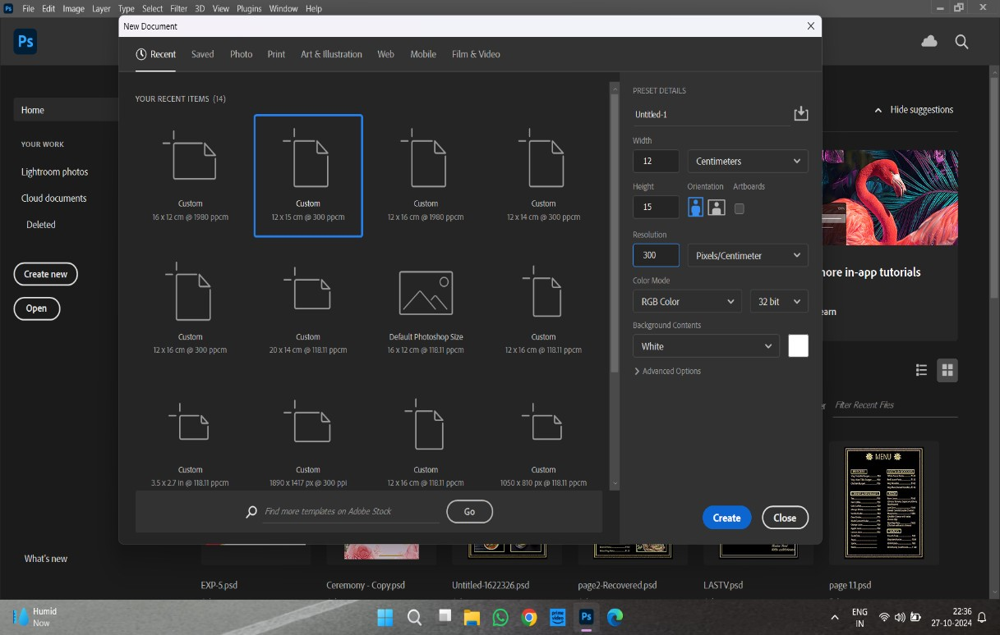 Ps File Edit Image Layer Type Select Filter 3D View Plugins Window Help
New Document
Ps
Recent Saved Photo Print Art & Illustration Web Mobile Film & Video
Home
YOUR WORK
Lightroom photos
Cloud documents
Deleted
Create new
Open
What's new
YOUR RECENT ITEMS (14)
Custom
16 x 12 cm @ 1980 ppcm
Custom
12 x 15 cm @ 300 ppcm
Custom
12 x 16 cm @ 1980 ppcm
Custom
12 x 14 cm @ 300 ppcm
Custom
12 x 16 cm @ 300 ppcm
Custom
20 x 14 cm @ 118.11 ppcm
Default Photoshop Size
16 x 12 cm @ 118.11 ppcm
Custom
12 x 16 cm @ 118.11 ppcm
Custom
3.5 x 2.7 in @ 118.11 ppcm
Custom
1890 x 1417 px @ 300 ppi
Custom
12 x 16 cm @ 118.11 ppcm
Custom
1050 x 810 px @ 118.11 ppcm
Find more templates on Adobe Stock
Go
PRESET DETAILS
Untitled-1
Width
12 Centimeters
Height Orientation Artboards
15
Resolution
300 Pixels/Centimeter
Color Mode
RGB Color 32 bit
Background Contents
White
Advanced Options
Create Close
Hide suggestions
ore in-app tutorials
earn
er Filter Recent Files
MENU
EXP-5.psd Ceremony - Copy.psd Untitled-1622326.psd page2-Recovered.psd LASTV.psd page 1.1.psd
Humid
Now
prime video
Ps
ENG
IN
22:36
27-10-2024